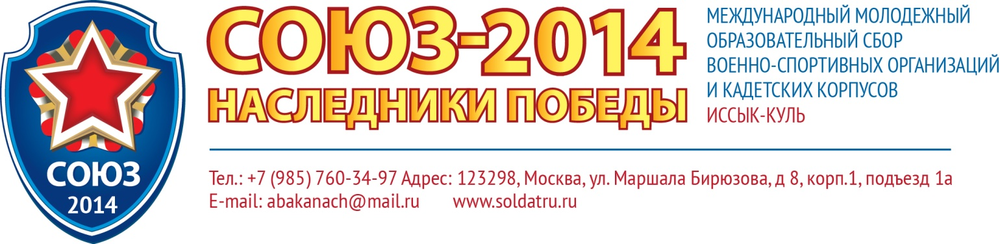 СОЮЗ
2014
СОЮЗ-2014
НАСЛЕДНИКИ ПОБЕДЫ
МЕЖДУНАРОДНЫЙ МОЛОДЕЖНЫЙ
ОБРАЗОВАТЕЛЬНЫЙ СБОР
ВОЕННО-СПОРТИВНЫХ ОРГАНИЗАЦИЙ
И КАДЕТСКИХ КОРПУСОВ
ИССЫК-КУЛЬ
Тел.: +7 (985) 760-34-97 Адрес: 123298, Москва, ул. Маршала Бирюзова, д 8, корп.1, подъезд 1а
E-mail: abakanach@mail.ru www.soldatru.ru